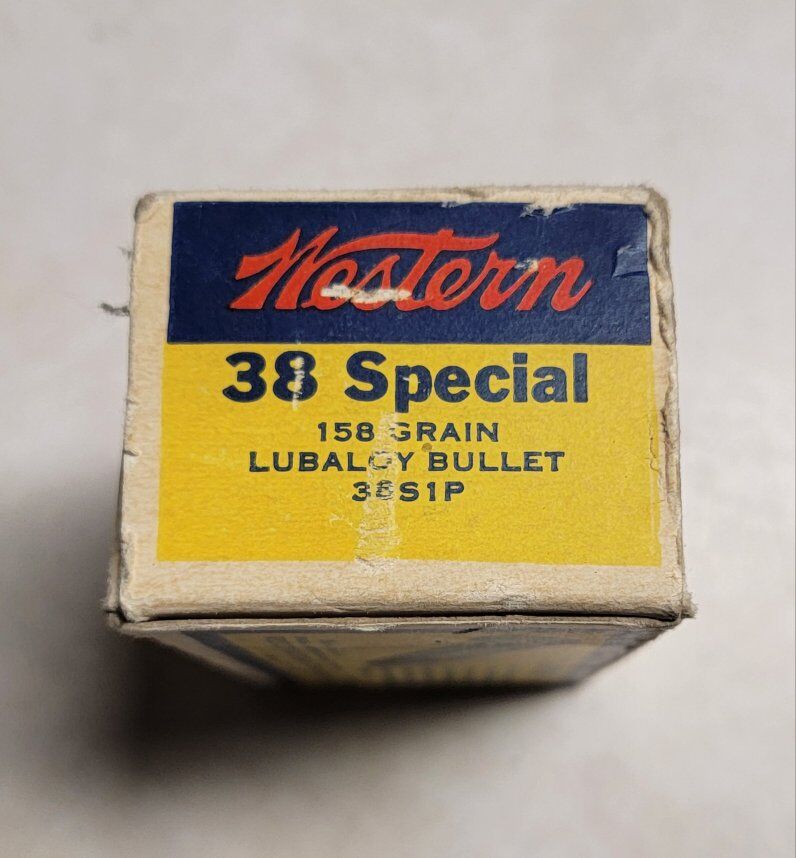 Western
38 Special
158 GRAIN
LUBALOY BULLET
38S1P